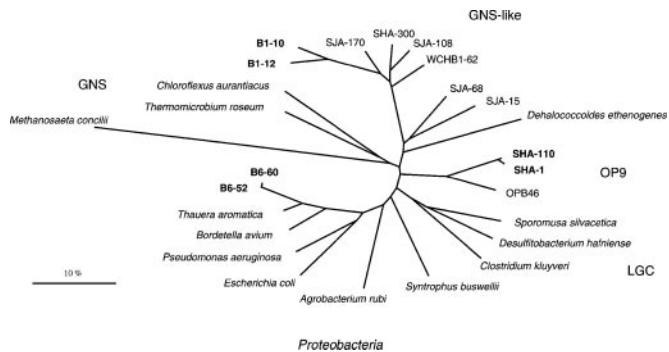 GNS-like
SHA-300
B1-10
SJA-170
SJA-108
B1-12
WCHB1-62
GNS
Chloroflexus aurantiacus
SJA-68
Thermomicrobium roseum
SJA-15
Methanosaeta concilii
Dehalococcoides ethenogenes
SHA-110
B6-60
SHA-1
OP9
B6-52
OPB46
Thauera aromatica
Sporomusa silvacetica
Bordetella avium
Desulfitobacterium hafniense
Pseudomonas aeruginosa
Clostridium kluyveri
LGC
Escherichia coli
Syntrophus buswellii
10 %
Agrobacterium rubi
Proteobacteria